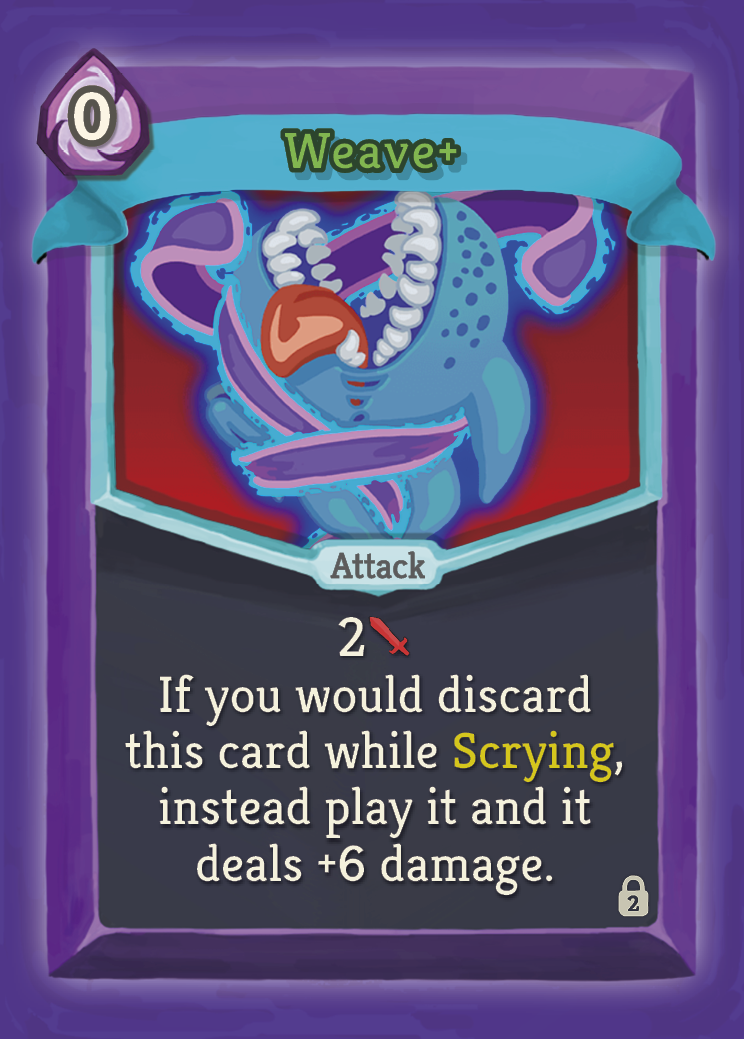 0
Weave+
Attack
2
If you would discard
this card while Scrying,
instead play it and it
deals +6 damage.
2